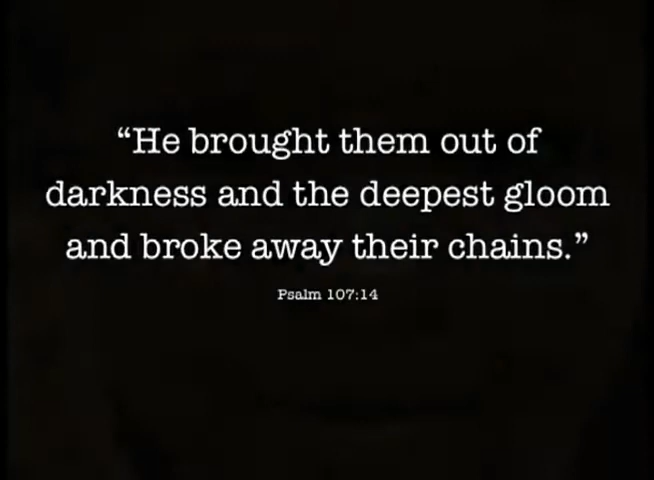 “He brought them out of
darkness and the deepest gloom
and broke away their chains.”
Psalm 107:14